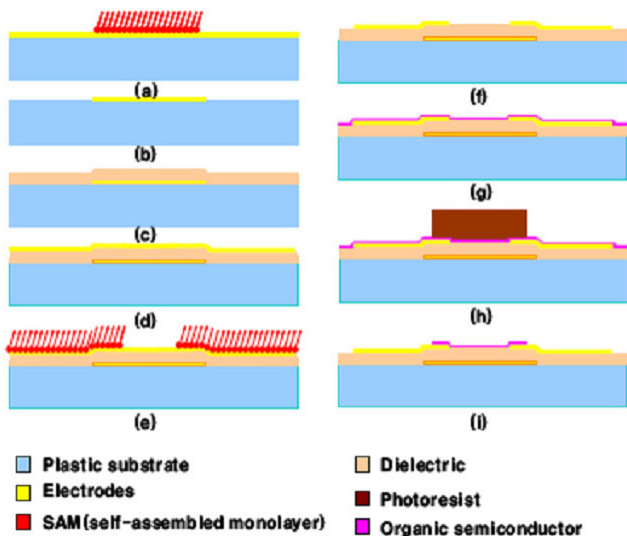 (a)
(b)
(c)
(d)
(e)
(f)
(g)
(h)
(i)
Plastic substrate
Electrodes
SAM(self-assembled monolayer)
Dielectric
Photoresist
Organic semiconductor